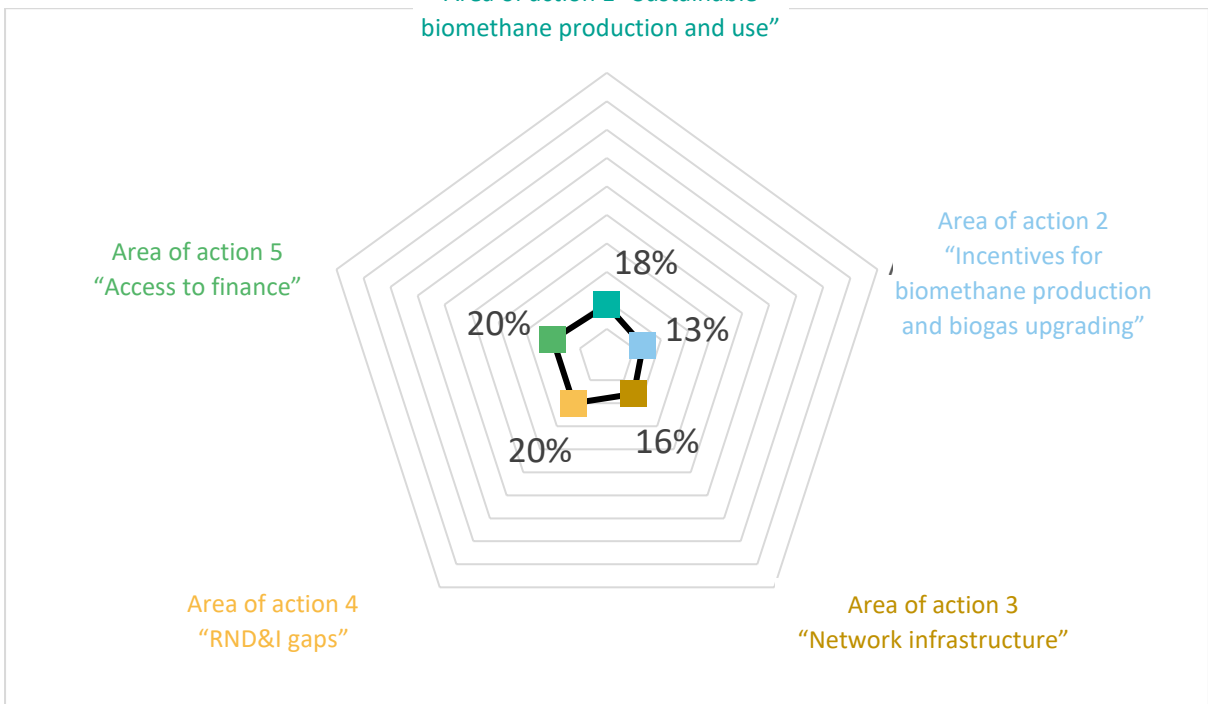 biomethane production and use”
Area of action 2
“Incentives for
biomethane production
and biogas upgrading”
Area of action 5
“Access to finance”
18%
20%
13%
20%
16%
Area of action 4
“RND&I gaps”
Area of action 3
“Network infrastructure”